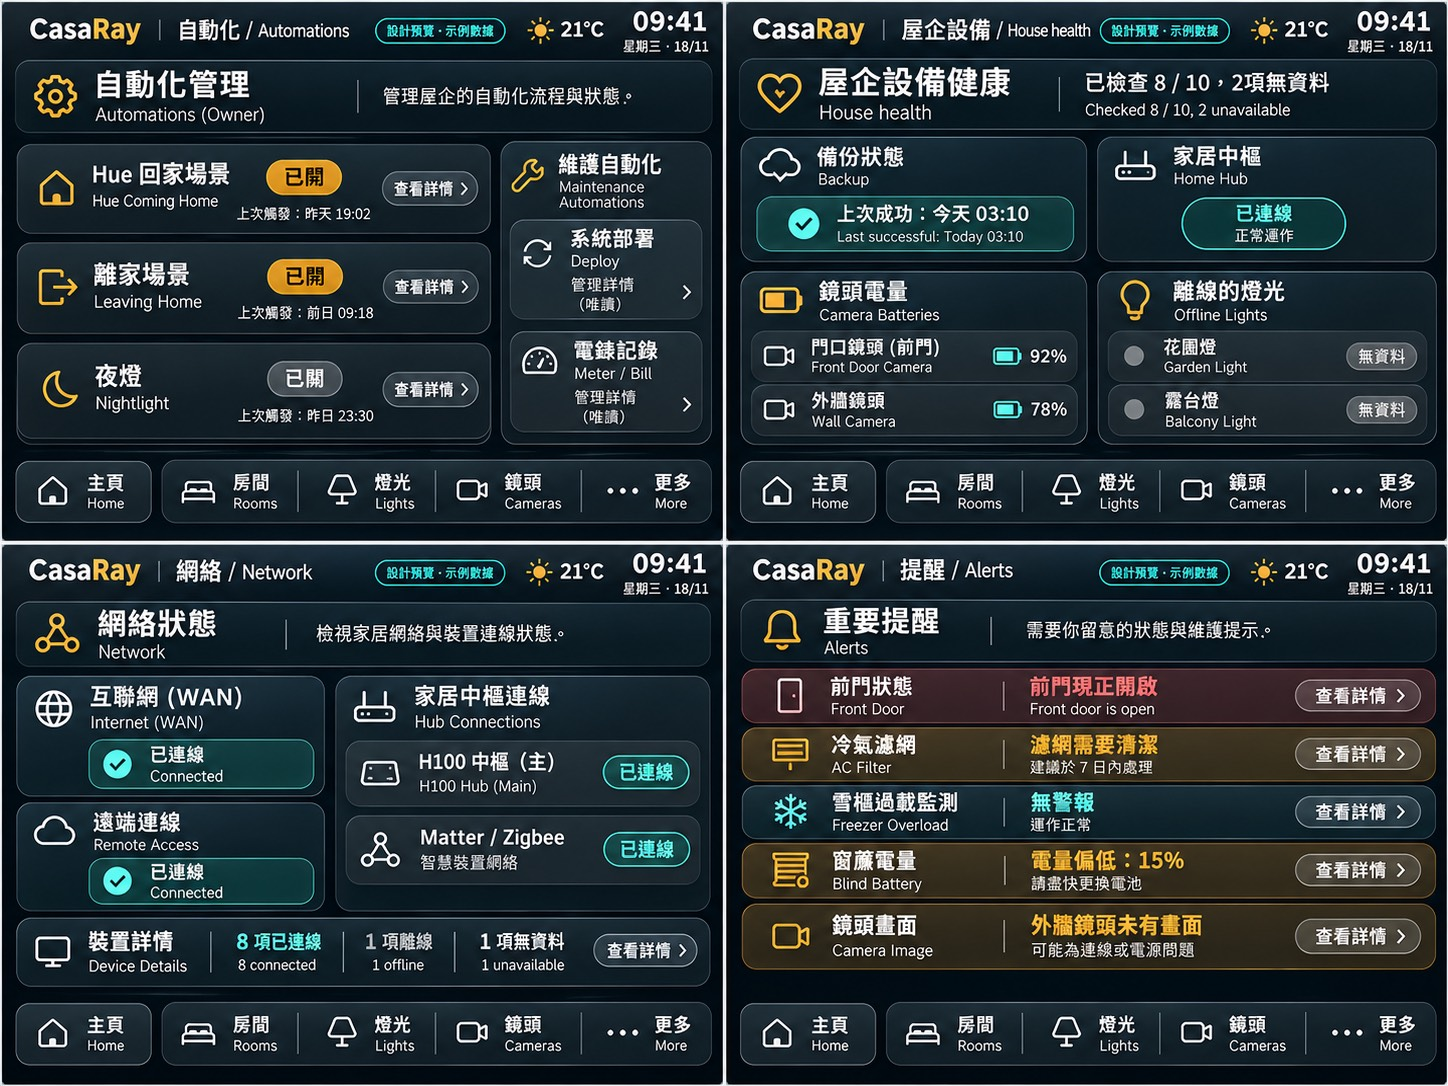 CasaRay
自動化 / Automations
設計預覽·示例數據
21°C
09:41
星期三 · 18/11
自動化管理
Automations (Owner)
管理屋企的自動化流程與狀態。
Hue 回家場景
Hue Coming Home
已開
上次觸發：昨天 19:02
查看詳情
離家場景
Leaving Home
已開
上次觸發：前日 09:18
查看詳情
夜燈
Nightlight
已關
上次觸發：昨日 23:30
查看詳情
維護自動化
Maintenance
Automations
系統部署
Deploy
管理詳情
（唯讀）
電錶記錄
Meter / Bill
管理詳情
（唯讀）
主頁
Home
房間
Rooms
燈光
Lights
鏡頭
Cameras
更多
More
CasaRay
屋企設備 / House health
設計預覽·示例數據
21°C
09:41
星期三 · 18/11
屋企設備健康
House health
已檢查 8 / 10，2項無資料
Checked 8 / 10, 2 unavailable
備份狀態
Backup
上次成功：今天 03:10
Last successful: Today 03:10
家居中樞
Home Hub
已連線
正常運作
鏡頭電量
Camera Batteries
門口鏡頭 (前門)
Front Door Camera
92%
外牆鏡頭
Wall Camera
78%
離線的燈光
Offline Lights
花園燈
Garden Light
無資料
露台燈
Balcony Light
無資料
主頁
Home
房間
Rooms
燈光
Lights
鏡頭
Cameras
更多
More
CasaRay
網絡 / Network
設計預覽·示例數據
21°C
09:41
星期三 · 18/11
網絡狀態
Network
檢視家居網絡與裝置連線狀態。
互聯網 (WAN)
Internet (WAN)
已連線
Connected
遠端連線
Remote Access
已連線
Connected
家居中樞連線
Hub Connections
H100 中樞（主）
H100 Hub (Main)
已連線
Matter / Zigbee
智慧裝置網絡
已連線
裝置詳情
Device Details
8 項已連線
8 connected
1 項離線
1 offline
1 項無資料
1 unavailable
查看詳情
主頁
Home
房間
Rooms
燈光
Lights
鏡頭
Cameras
更多
More
CasaRay
提醒 / Alerts
設計預覽·示例數據
21°C
09:41
星期三 · 18/11
重要提醒
Alerts
需要你留意的狀態與維護提示。
前門狀態
Front Door
前門現正開啟
Front door is open
查看詳情
冷氣濾網
AC Filter
濾網需要清潔
建議於 7 日內處理
查看詳情
雪櫃過載監測
Freezer Overload
無警報
運作正常
查看詳情
窗簾電量
Blind Battery
電量偏低：15%
請盡快更換電池
查看詳情
鏡頭畫面
Camera Image
外牆鏡頭未有畫面
可能為連線或電源問題
查看詳情
主頁
Home
房間
Rooms
燈光
Lights
鏡頭
Cameras
更多
More